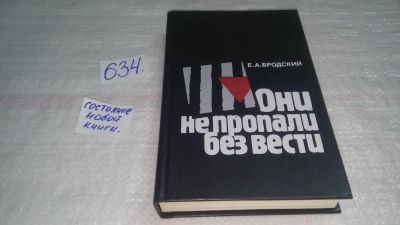 634.
состояние
новой
книги.
Е.А.БРОДСКИЙ
Они
не пропали
без вести